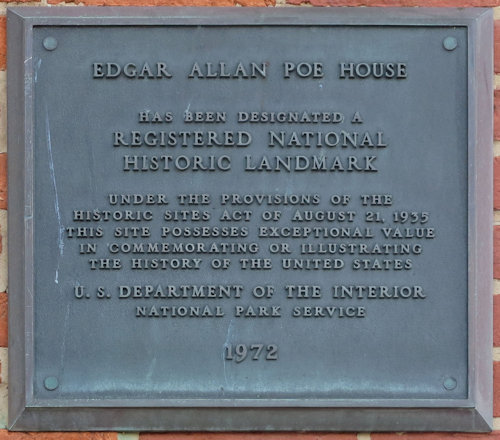 EDGAR ALLAN POE HOUSE
HAS BEEN DESIGNATED A
REGISTERED NATIONAL
HISTORIC LANDMARK
UNDER THE PROVISIONS OF THE
HISTORIC SITES ACT OF AUGUST 21, 1935
THIS SITE POSSESSES EXCEPTIONAL VALUE
IN COMMEMORATING OR ILLUSTRATING
THE HISTORY OF THE UNITED STATES
U. S. DEPARTMENT OF THE INTERIOR
NATIONAL PARK SERVICE
1972